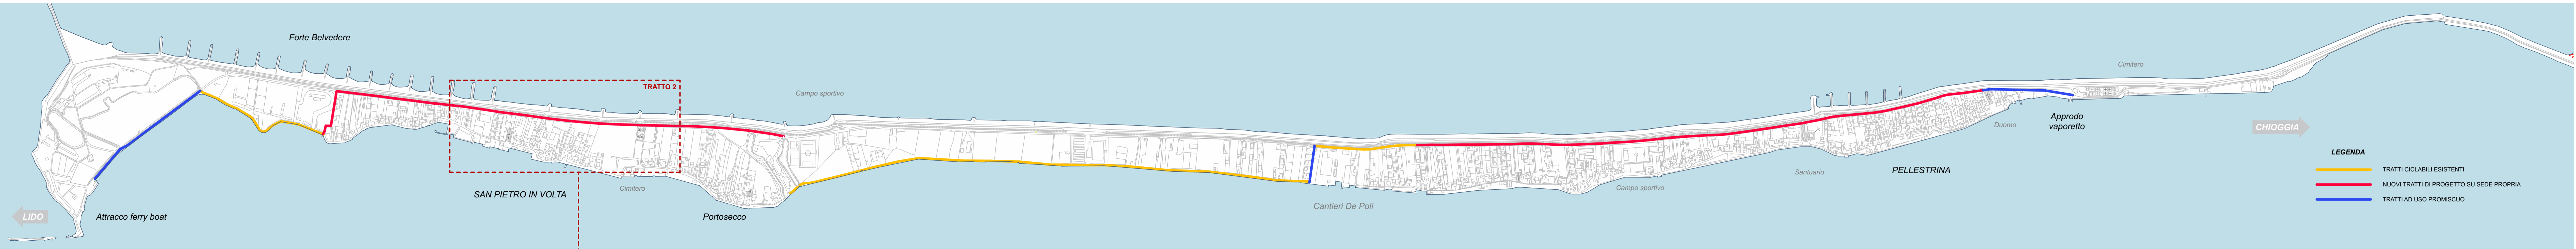 Forte Belvedere
TRATTO 2
Campo sportivo
Cimitero
Approdo
vaporetto
Duomo
CHIOGGIA
LEGENDA
TRATTI CICLABILI ESISTENTI
NUOVI TRATTI DI PROGETTO SU SEDE PROPRIA
TRATTI AD USO PROMISCUO
PELLESTRINA
Santuario
Campo sportivo
Cantieri De Poli
Cimitero
SAN PIETRO IN VOLTA
Portosecco
Attracco ferry boat
LIDO